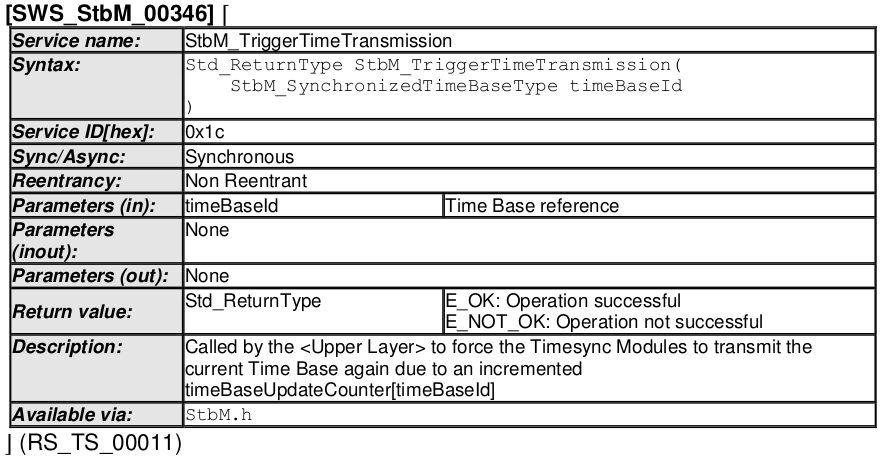 [SWS_StbM_00346] ⌈
Service name: StbM_TriggerTimeTransmission
Syntax: Std_ReturnType StbM_TriggerTimeTransmission(
StbM_SynchronizedTimeBaseType timeBaseId
)
Service ID[hex]: 0x1c
Sync/Async: Synchronous
Reentrancy: Non Reentrant
Parameters (in): timeBaseId Time Base reference
Parameters None
(inout):
Parameters (out): None
Return value: Std_ReturnType E_OK: Operation successful
E_NOT_OK: Operation not successful
Description: Called by the <Upper Layer> to force the Timesync Modules to transmit the
current Time Base again due to an incremented
timeBaseUpdateCounter[timeBaseId]
Available via: StbM.h
⌋ (RS_TS_00011)